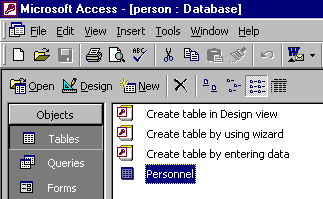 Microsoft Access - [person : Database]
File Edit View Insert Tools Window Help
Open Design New
Objects
Tables
Queries
Forms
Create table in Design view
Create table by using wizard
Create table by entering data
Personnel